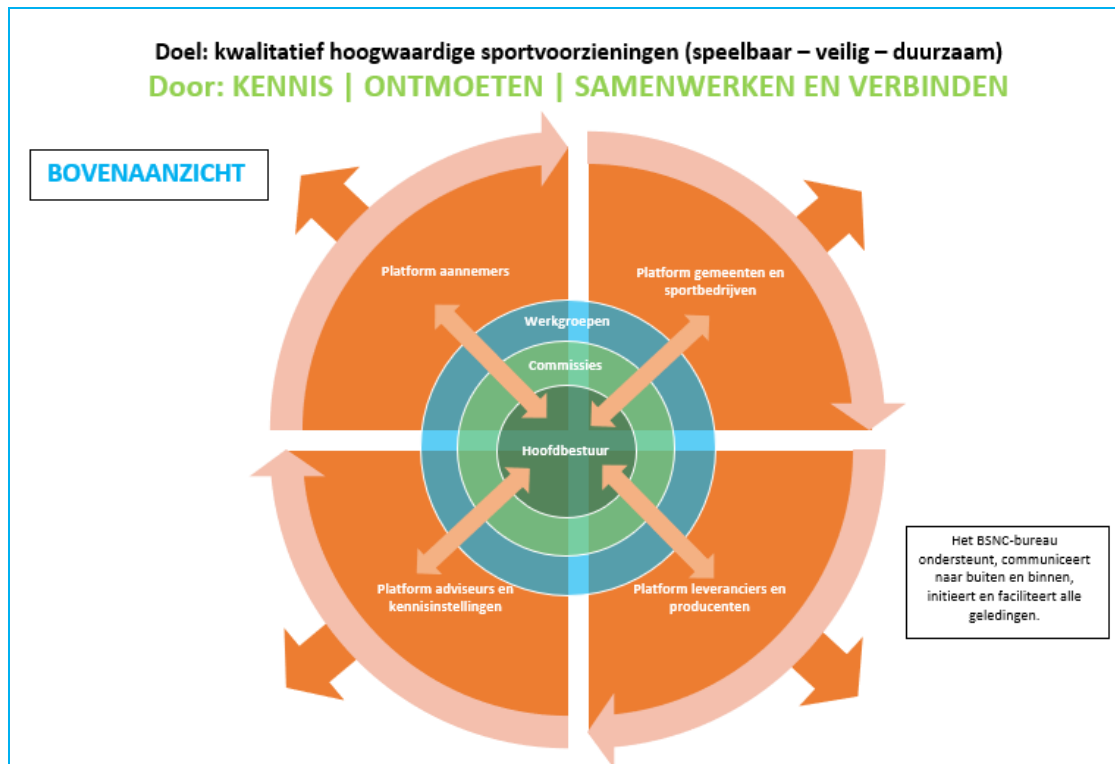 Doel: kwalitatief hoogwaardige sportvoorzieningen (speelbaar – veilig – duurzaam)
Door: KENNIS | ONTMOETEN | SAMENWERKEN EN VERBINDEN
BOVENAANZICHT
Platform aannemers
Platform gemeenten en
sportbedrijven
Werkgroepen
Commissies
Hoofdbestuur
Platform adviseurs en
kennisinstellingen
Platform leveranciers en
producenten
Het BSNC-bureau
ondersteunt, communiceert
naar buiten en binnen,
initieert en faciliteert alle
geledingen.